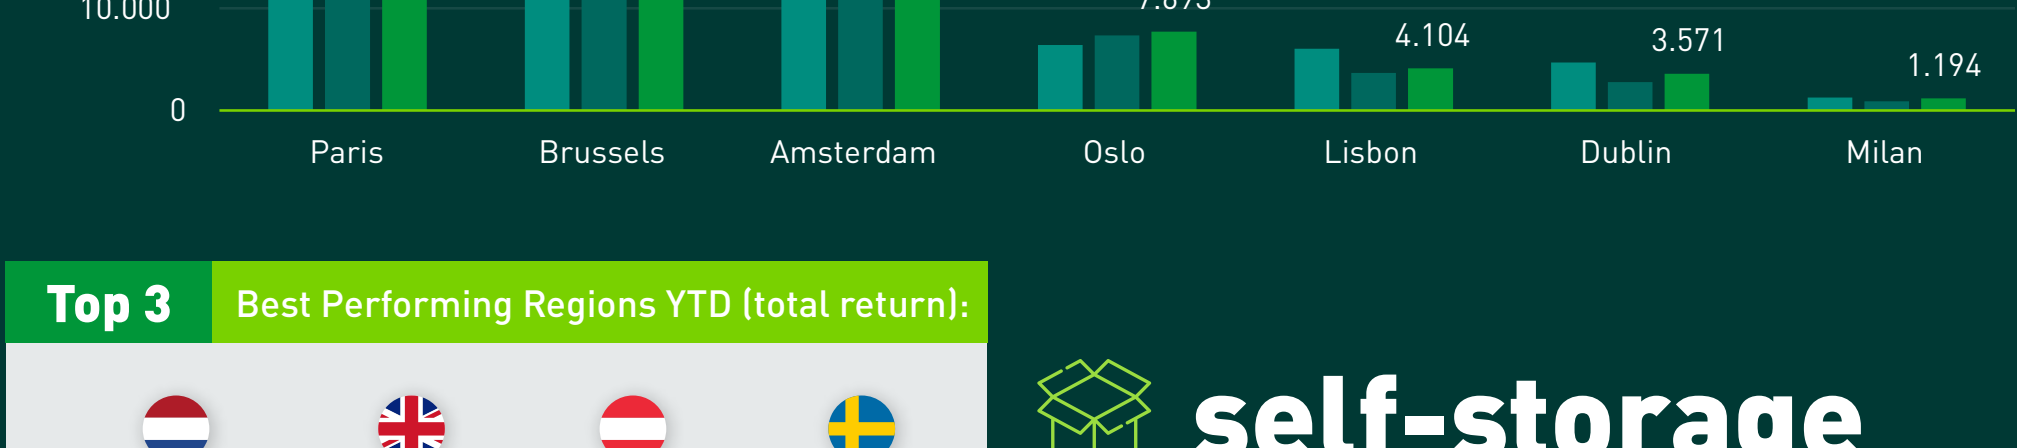 10.000
4.104
3.571
1.194
0
Paris Brussels Amsterdam Oslo Lisbon Dublin Milan
Top 3 Best Performing Regions YTD (total return):
self-storage